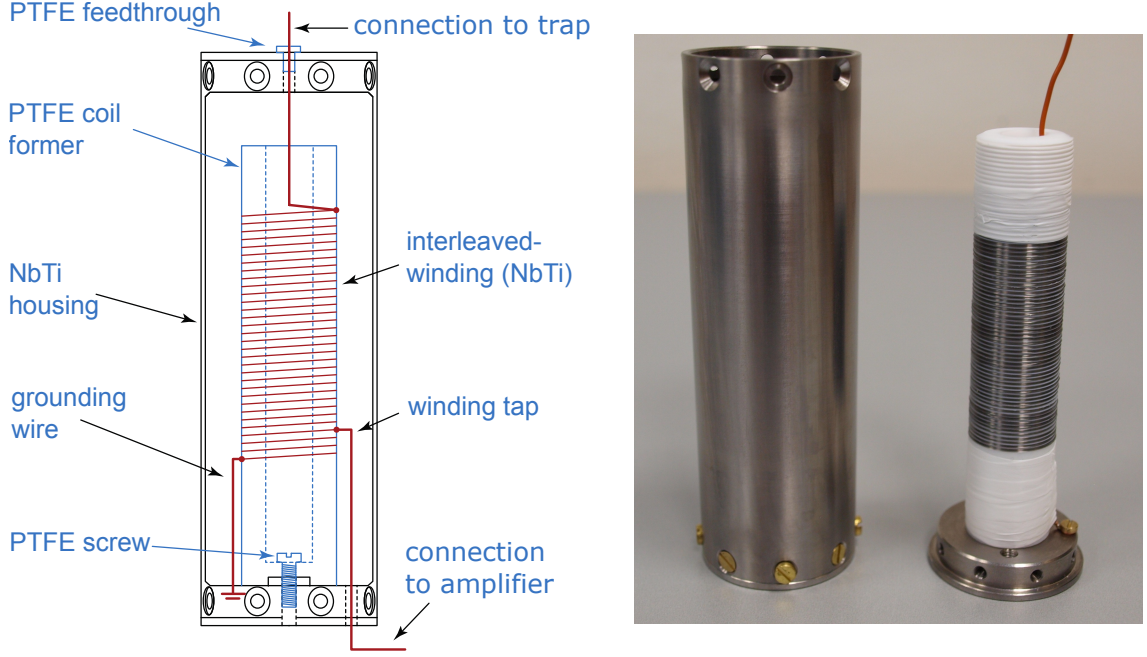 PTFE feedthrough
connection to trap
PTFE coil
former
interleaved-
winding (NbTi)
NbTi
housing
grounding
wire
winding tap
PTFE screw
connection
to amplifier